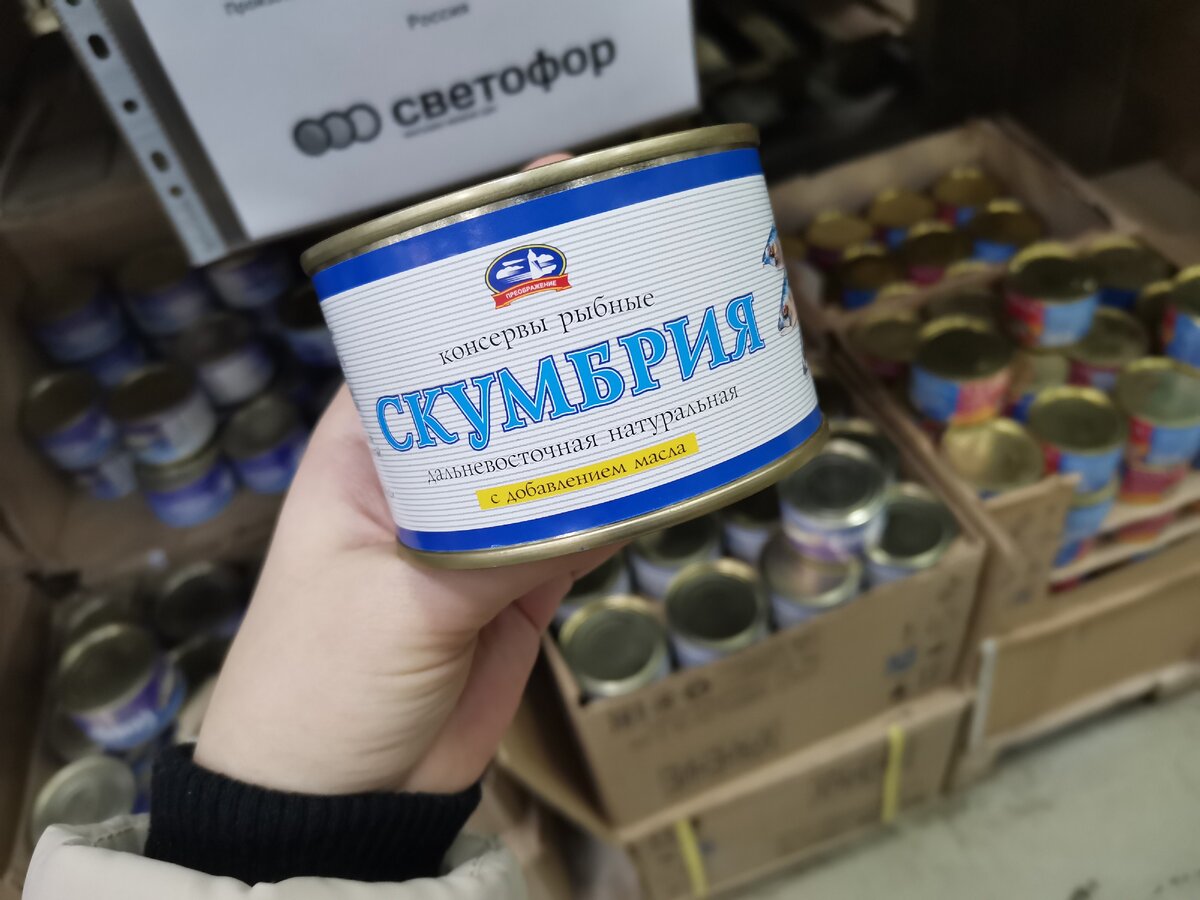 Россия
светофор
ПРЕОБРАЖЕНИЕ
консервы рыбные
СКУМБРИЯ
дальневосточная натуральная
с добавлением масла